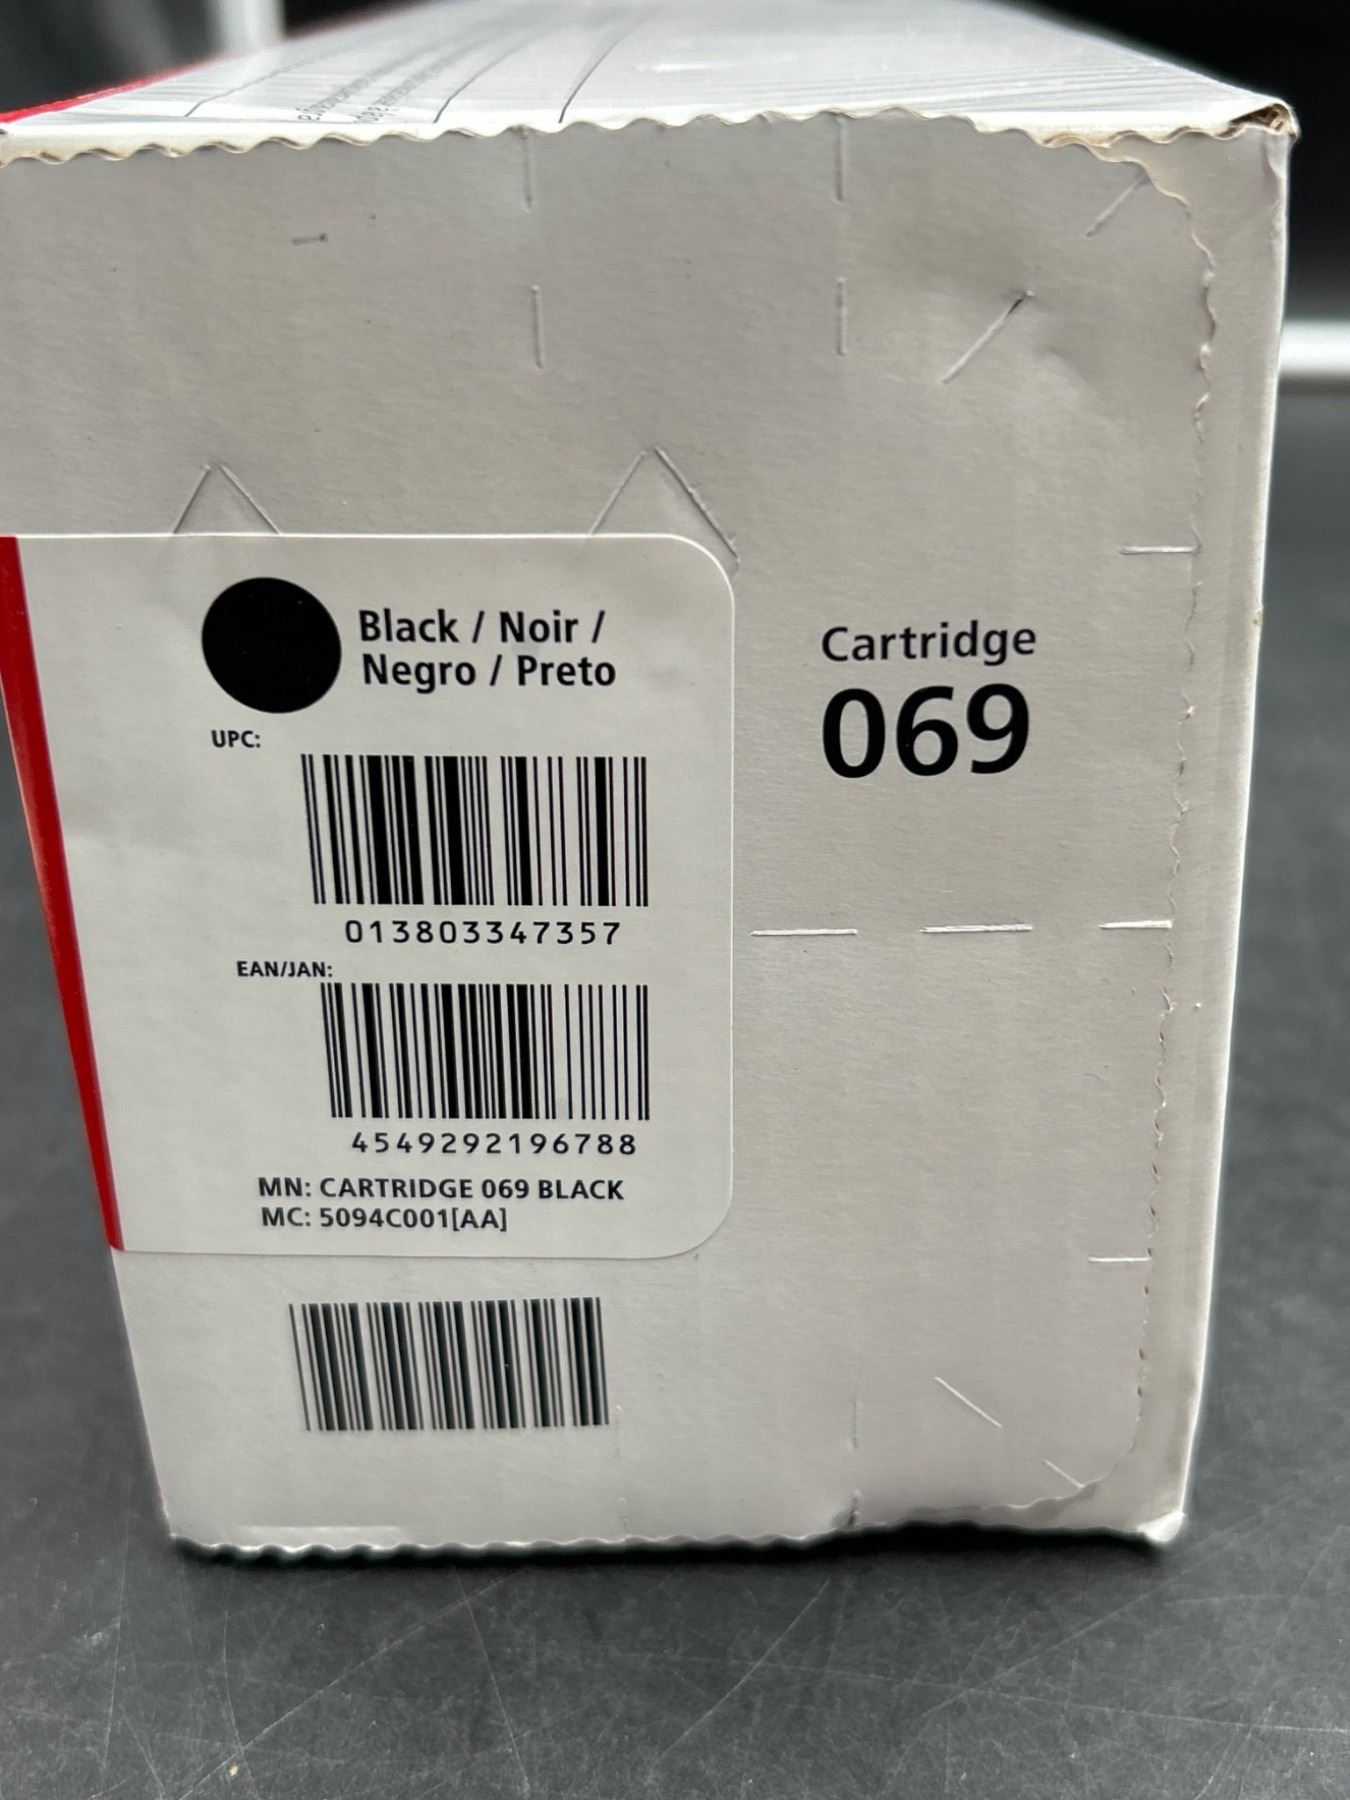 Black / Noir /
Negro / Preto
UPC:
013803347357
EAN/JAN:
4549292196788
MN: CARTRIDGE 069 BLACK
MC: 5094C001[AA]
Cartridge
069